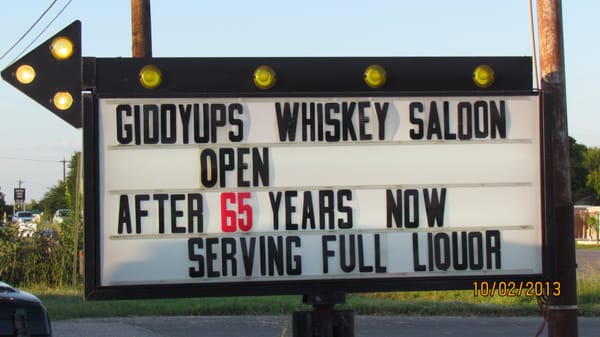 GIDDYUPS WHISKEY SALOON
OPEN
AFTER 65 YEARS NOW
SERVING FULL LIQUOR
10/02/2013